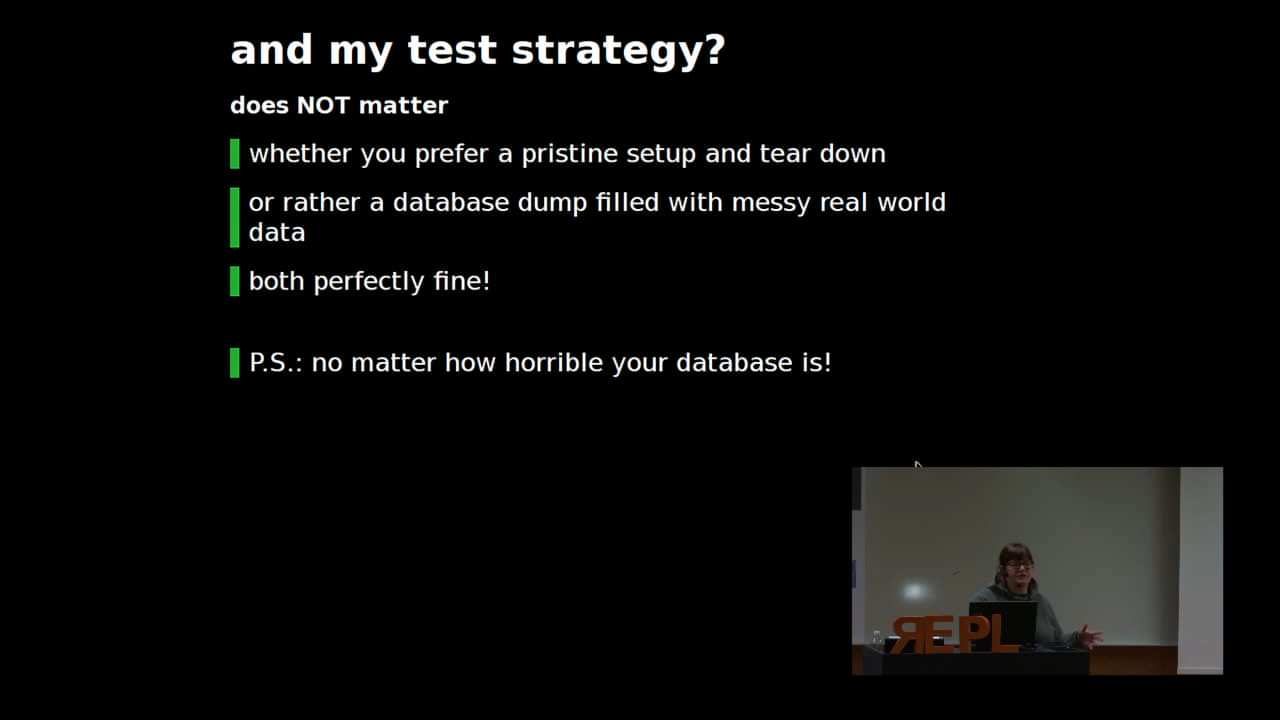 and my test strategy?
does NOT matter
whether you prefer a pristine setup and tear down
or rather a database dump filled with messy real world
data
both perfectly fine!
P.S.: no matter how horrible your database is!
REPL